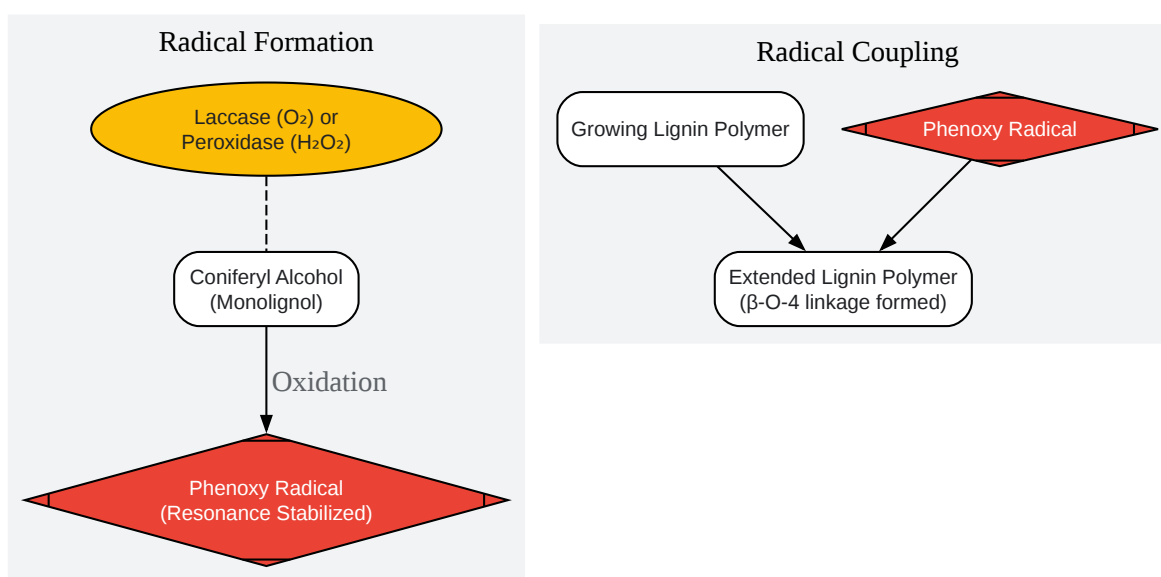 Radical Formation
Laccase (O₂) or
Peroxidase (H₂O₂)
Coniferyl Alcohol
(Monolignol)
Oxidation
Phenoxy Radical
(Resonance Stabilized)
Radical Coupling
Growing Lignin Polymer
Phenoxy Radical
Extended Lignin Polymer
(β-O-4 linkage formed)